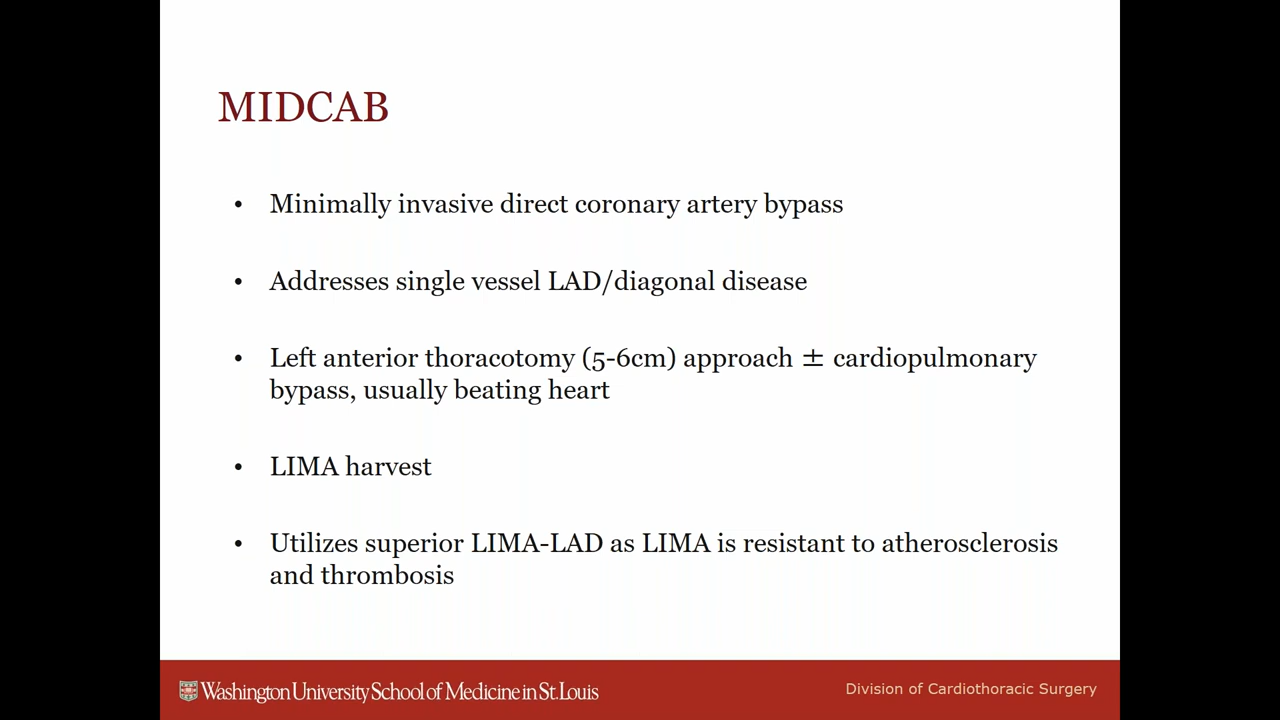 MIDCAB
• Minimally invasive direct coronary artery bypass
• Addresses single vessel LAD/diagonal disease
• Left anterior thoracotomy (5-6cm) approach ± cardiopulmonary
bypass, usually beating heart
• LIMA harvest
• Utilizes superior LIMA-LAD as LIMA is resistant to atherosclerosis
and thrombosis
Washington University School of Medicine in St. Louis
Division of Cardiothoracic Surgery